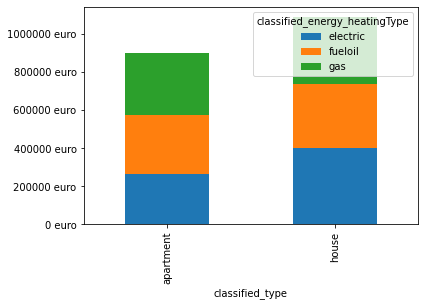 classified_energy_heatingType
electric
fueloil
gas
1000000 euro
800000 euro
600000 euro
400000 euro
200000 euro
0 euro
apartment
house
classified_type